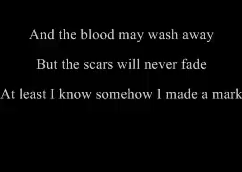 And the blood may wash away
But the scars will never fade
At least I know somehow I made a mark